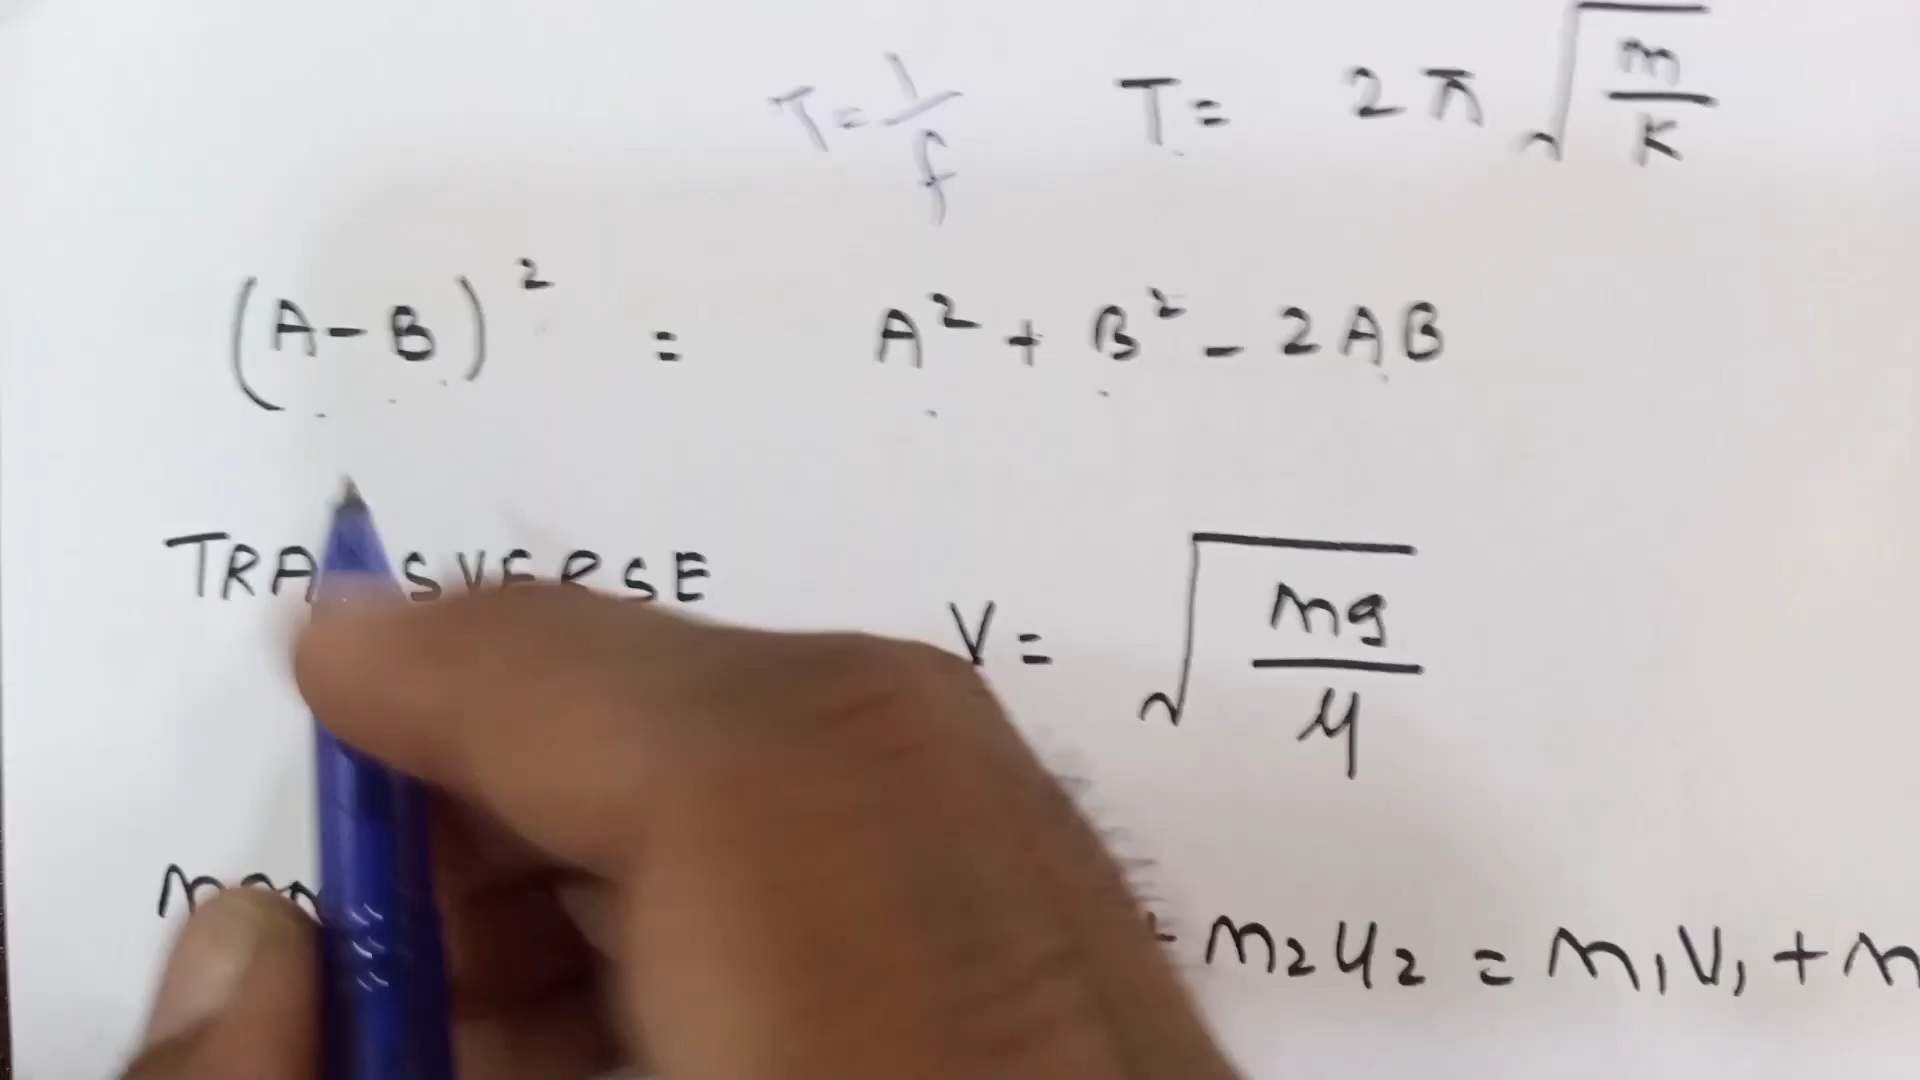 T = 1/f T = 2π √(m/K)
(A - B)² = A² + B² - 2AB
TRA SVERSE V = √(mg/μ)
+ m₂u₂ = m₁v₁ + m